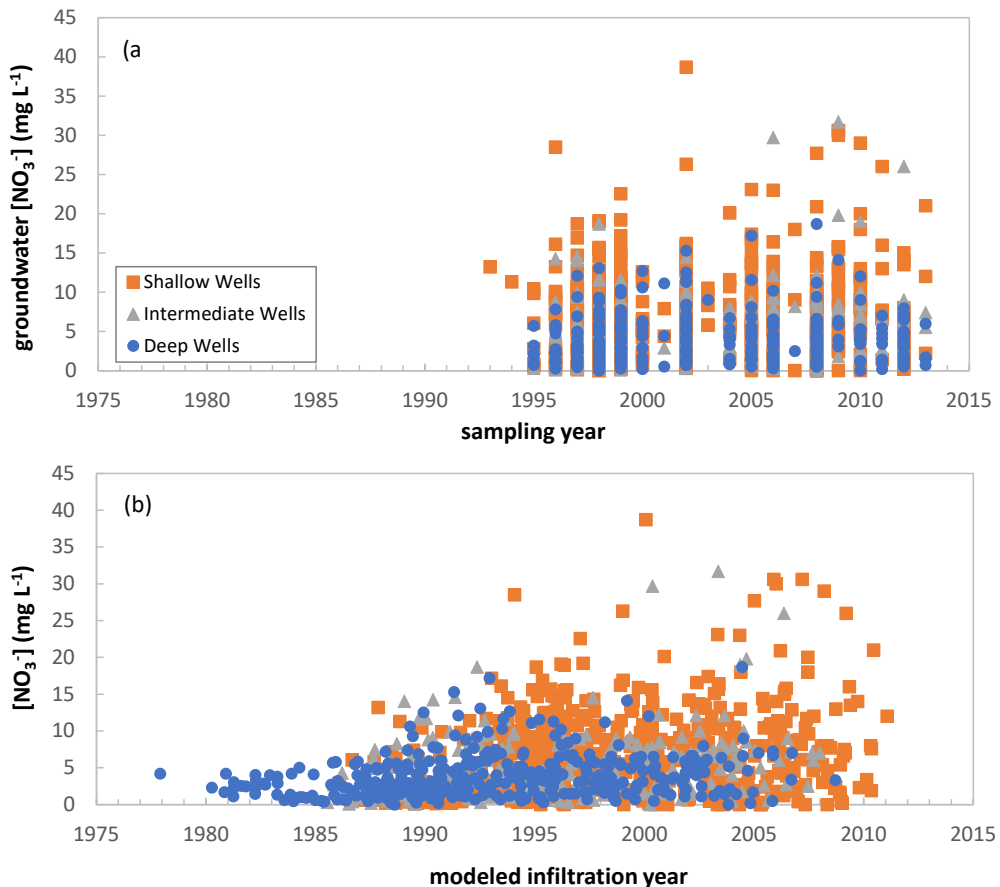 45
40
35
30
25
20
15
10
5
0
groundwater [NO₃⁻] (mg L⁻¹)
(a
Shallow Wells
Intermediate Wells
Deep Wells
1975 1980 1985 1990 1995 2000 2005 2010 2015
sampling year
45
40
35
30
25
20
15
10
5
0
[NO₃⁻] (mg L⁻¹)
(b)
1975 1980 1985 1990 1995 2000 2005 2010 2015
modeled infiltration year